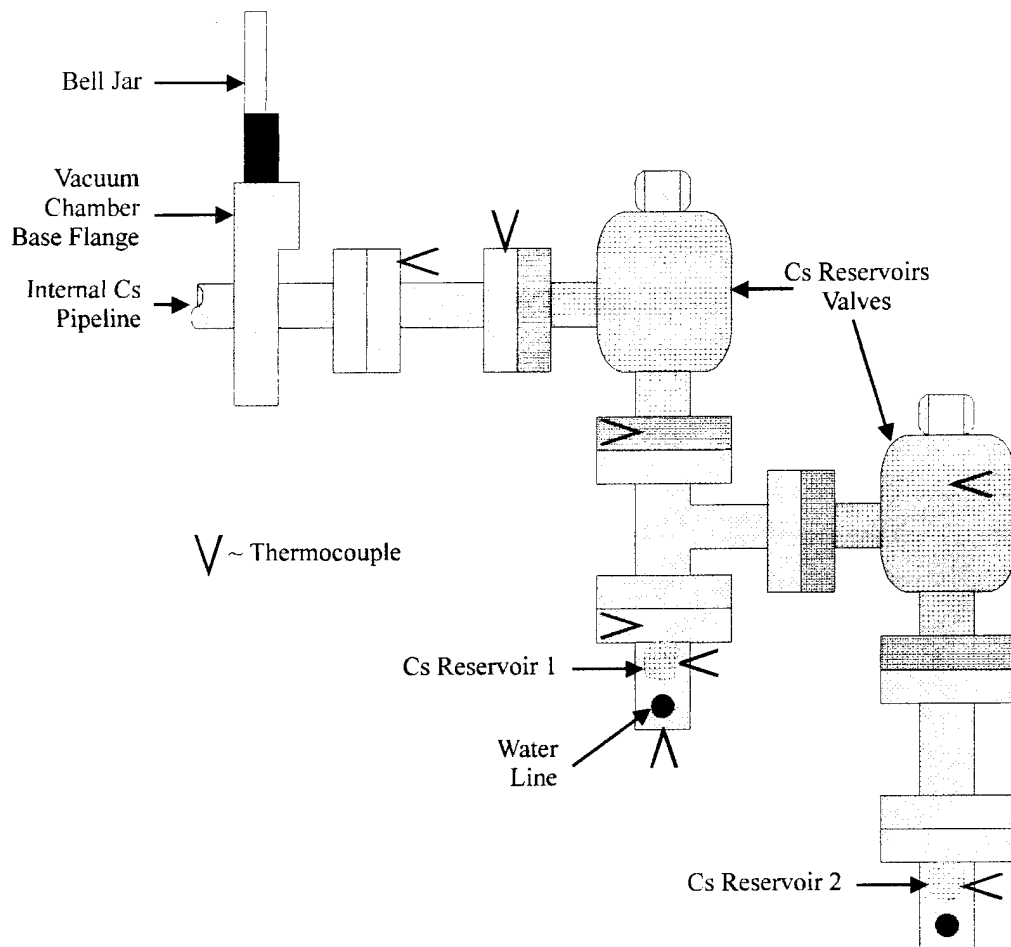 Bell Jar
Vacuum
Chamber
Base Flange
Internal Cs
Pipeline
Cs Reservoirs
Valves
~ Thermocouple
Cs Reservoir 1
Water
Line
Cs Reservoir 2